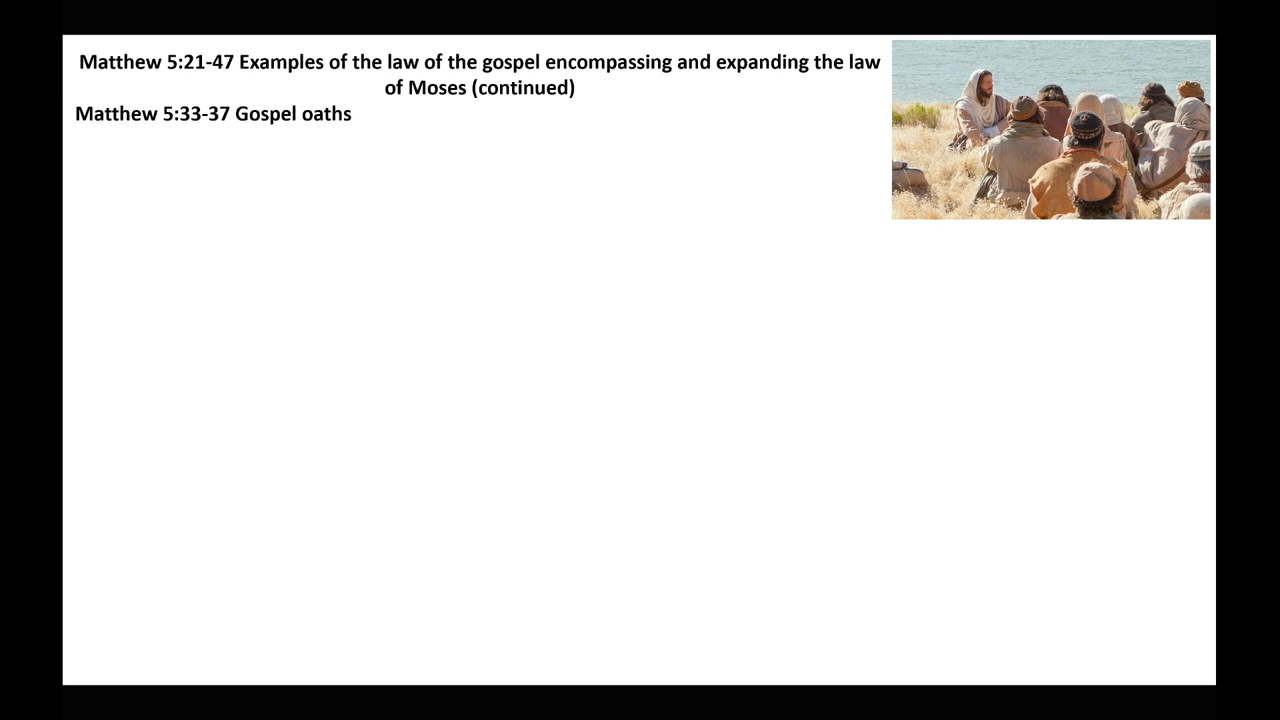 Matthew 5:21-47 Examples of the law of the gospel encompassing and expanding the law
of Moses (continued)
Matthew 5:33-37 Gospel oaths